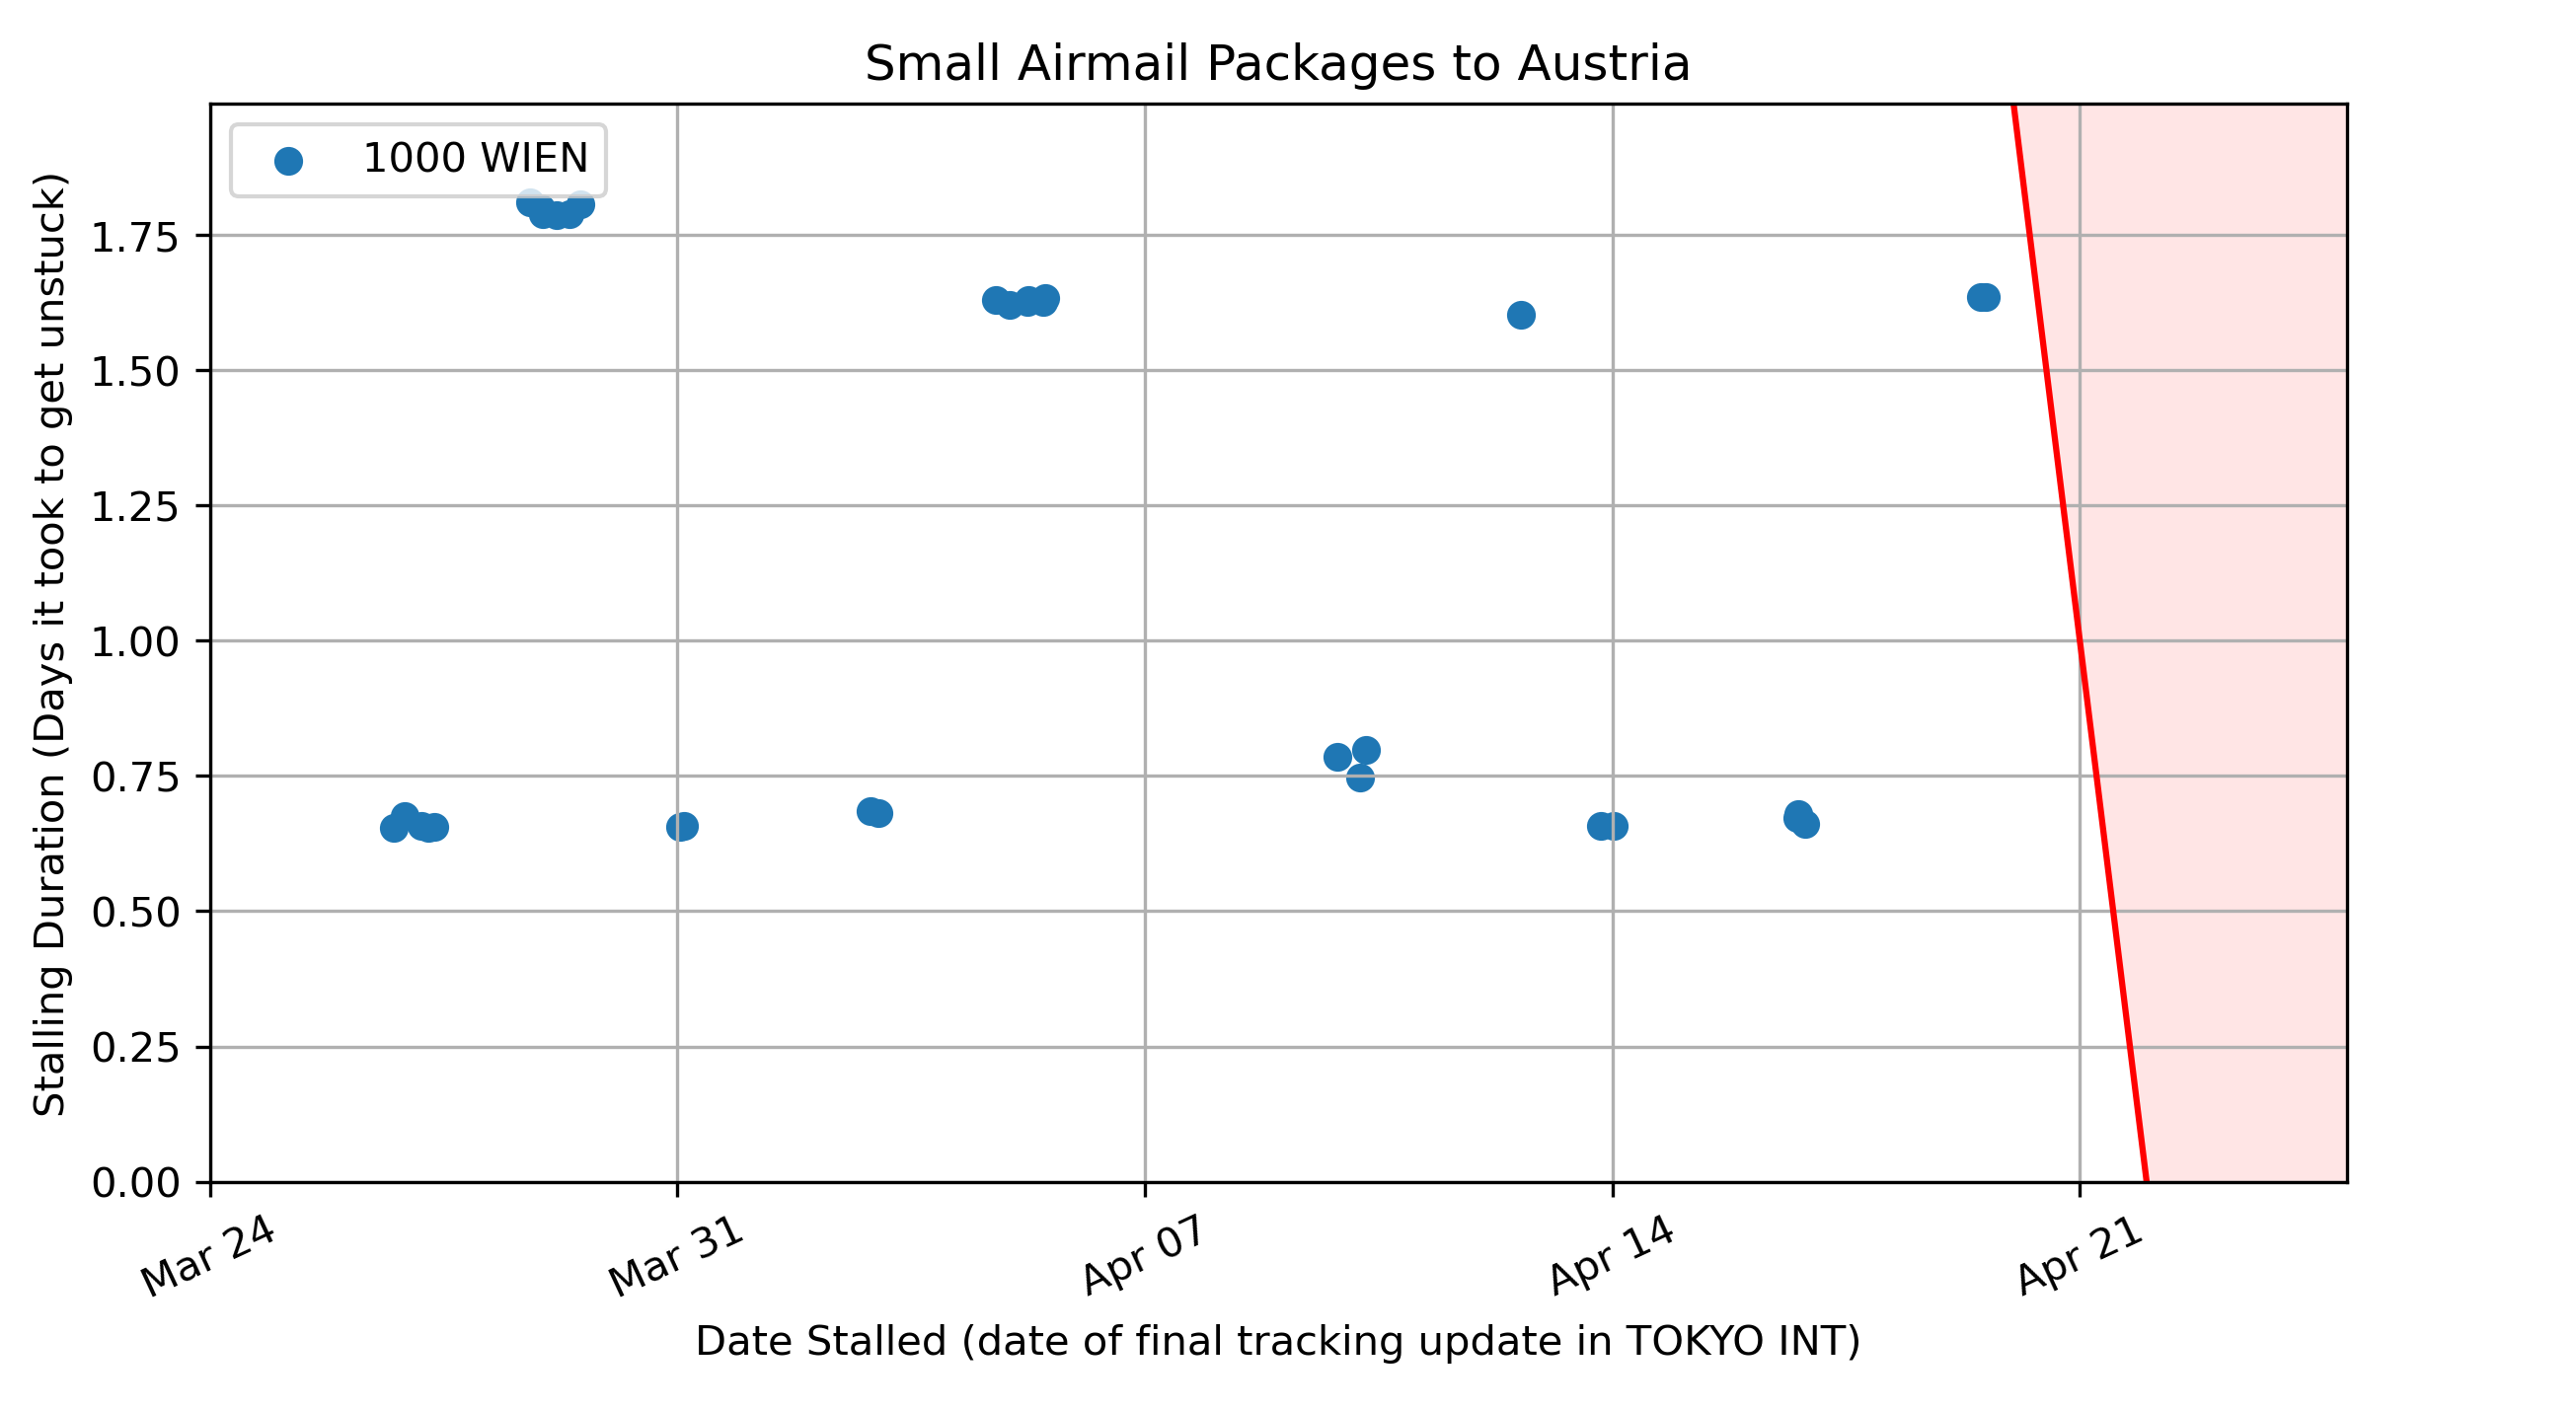 Small Airmail Packages to Austria
1000 WIEN
Stalling Duration (Days it took to get unstuck)
1.75
1.50
1.25
1.00
0.75
0.50
0.25
0.00
Mar 24
Mar 31
Apr 07
Apr 14
Apr 21
Date Stalled (date of final tracking update in TOKYO INT)